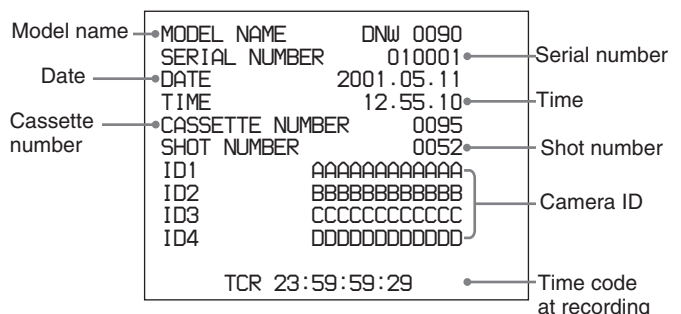 Model name
MODEL NAME DNW 0090
SERIAL NUMBER 010001
Serial number
Date
DATE 2001.05.11
TIME 12.55.10
Time
Cassette
number
CASSETTE NUMBER 0095
SHOT NUMBER 0052
Shot number
ID1 AAAAAAAAAAAA
ID2 BBBBBBBBBBBB
ID3 CCCCCCCCCCCC
ID4 DDDDDDDDDDDD
Camera ID
TCR 23:59:59:29
Time code
at recording